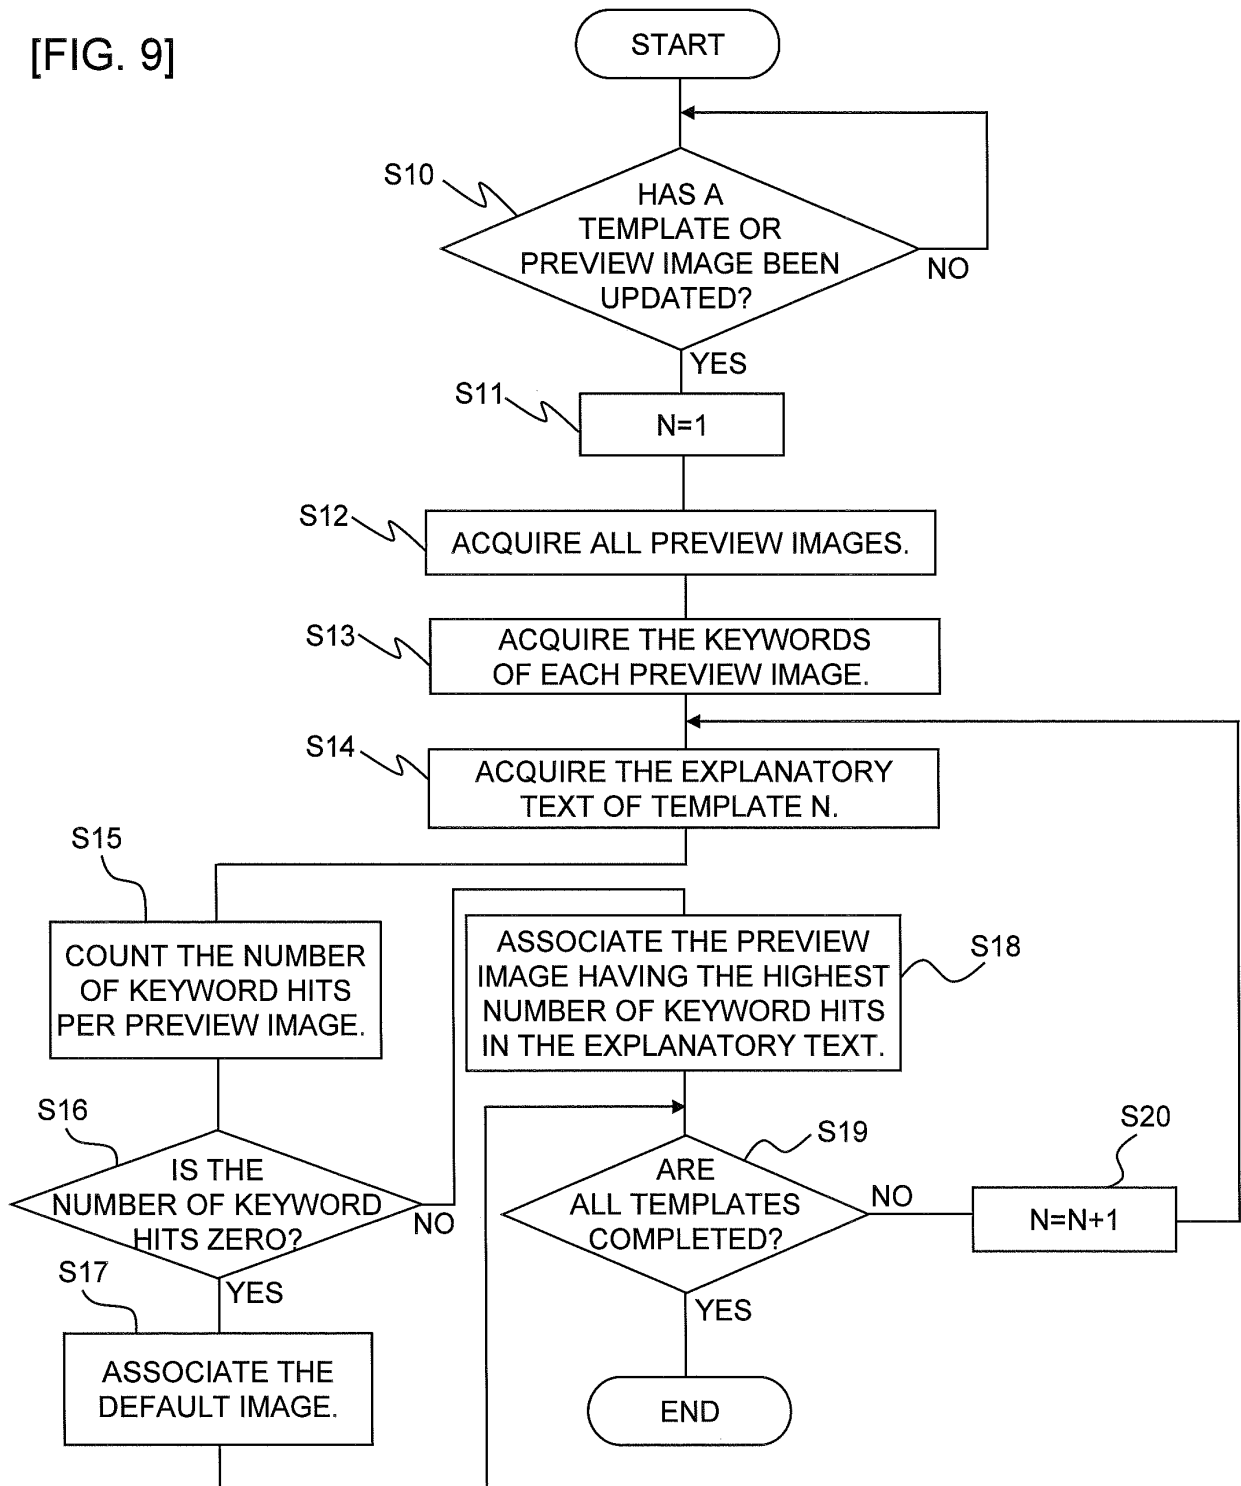 [FIG. 9]
START
S10
HAS A
TEMPLATE OR
PREVIEW IMAGE BEEN
UPDATED?
NO
YES
S11
N=1
S12
ACQUIRE ALL PREVIEW IMAGES.
S13
ACQUIRE THE KEYWORDS
OF EACH PREVIEW IMAGE.
S14
ACQUIRE THE EXPLANATORY
TEXT OF TEMPLATE N.
S15
COUNT THE NUMBER
OF KEYWORD HITS
PER PREVIEW IMAGE.
S16
IS THE
NUMBER OF KEYWORD
HITS ZERO?
NO
YES
S17
ASSOCIATE THE
DEFAULT IMAGE.
S18
ASSOCIATE THE PREVIEW
IMAGE HAVING THE HIGHEST
NUMBER OF KEYWORD HITS
IN THE EXPLANATORY TEXT.
S19
ARE
ALL TEMPLATES
COMPLETED?
NO
S20
N=N+1
YES
END